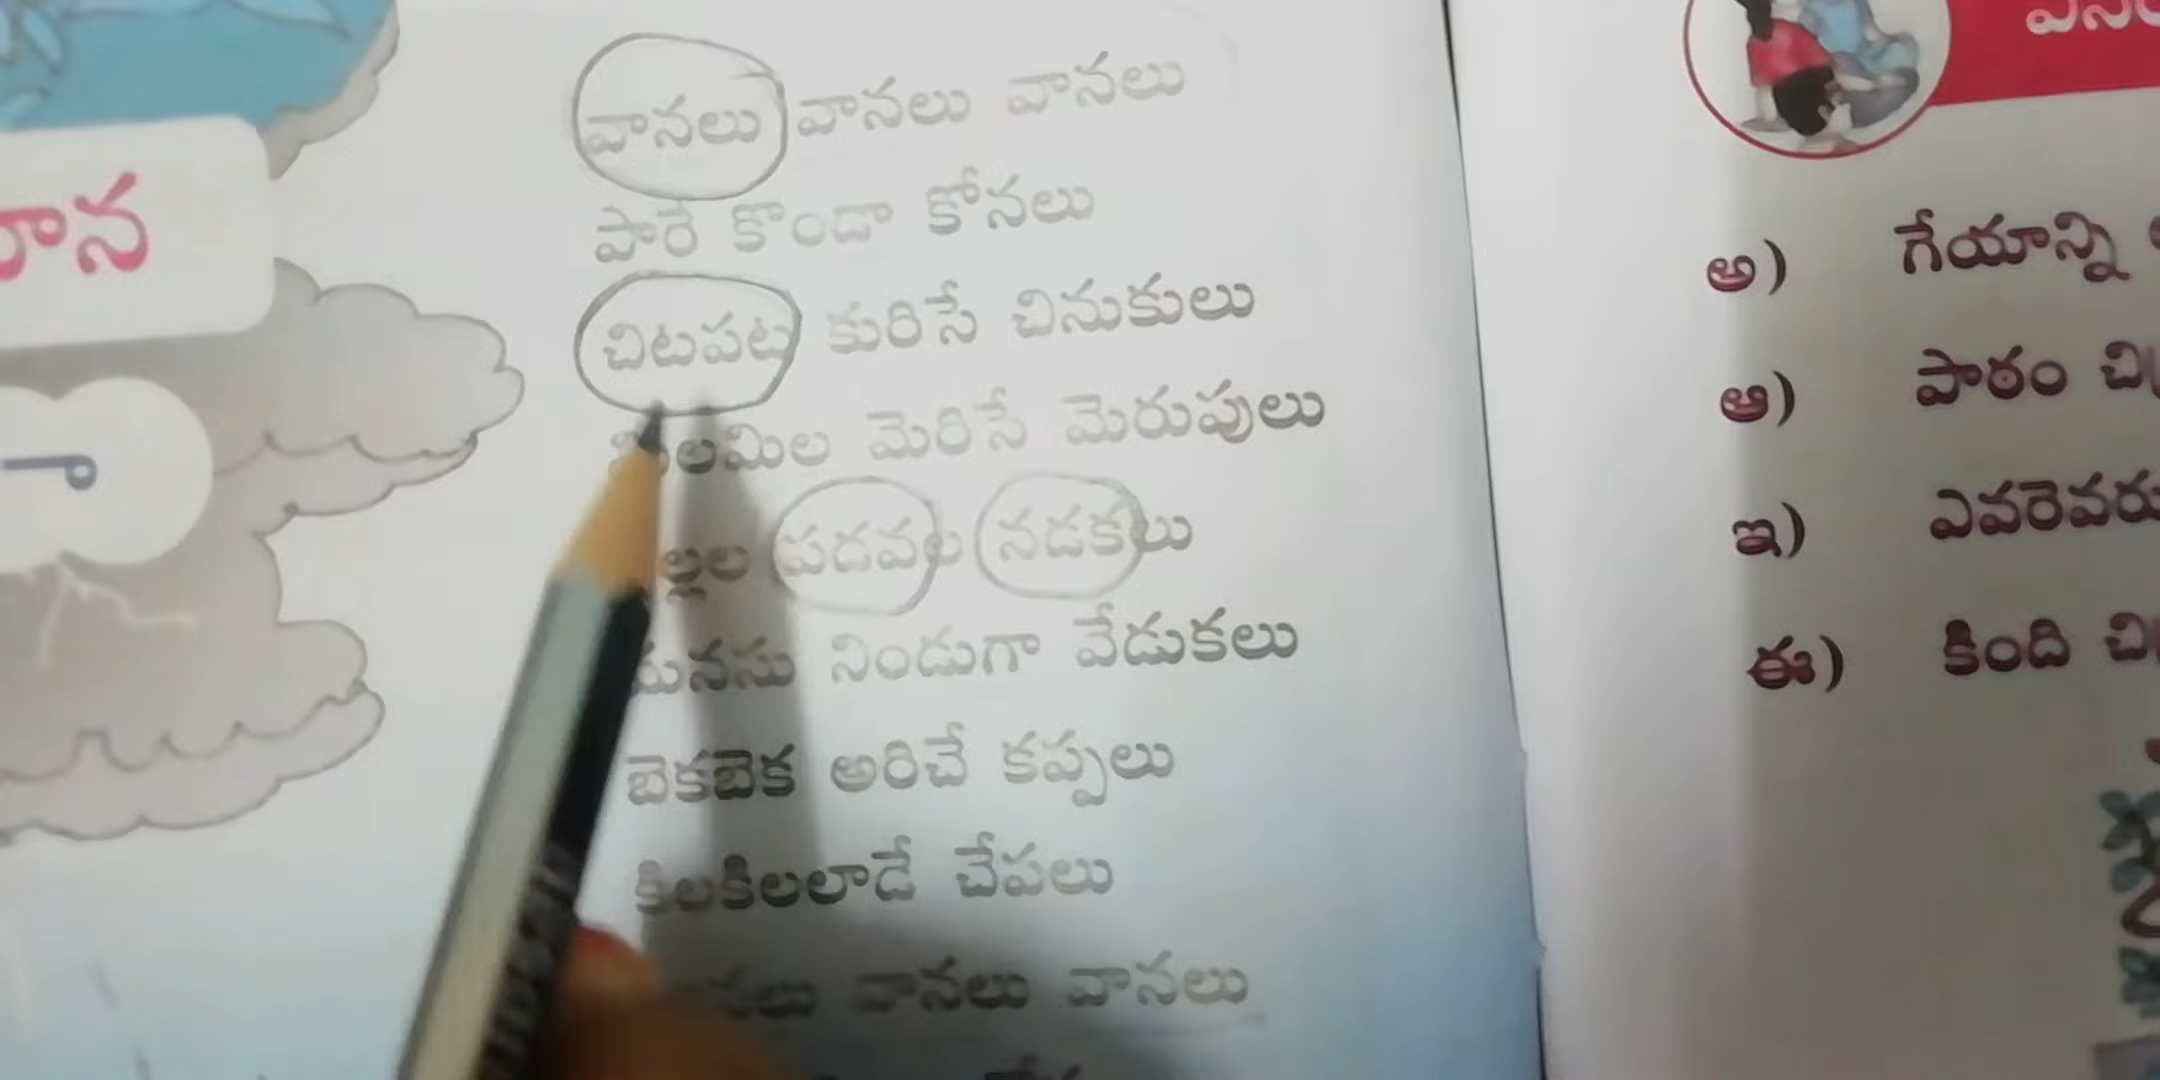 వాన
వానలు వానలు వానలు
పారే కొండా కోనలు
చిటపట కురిసే చినుకులు
మెరిసే మెరుపులు
పడవల నడకలు
మనసు నిండుగా వేడుకలు
బెకబెక అరిచే కప్పలు
కిలకిలలాడే చేపలు
వానలు వానలు
అ) గేయాన్ని
ఆ) పాఠం
ఇ) ఎవరెవరు
ఈ) కింది